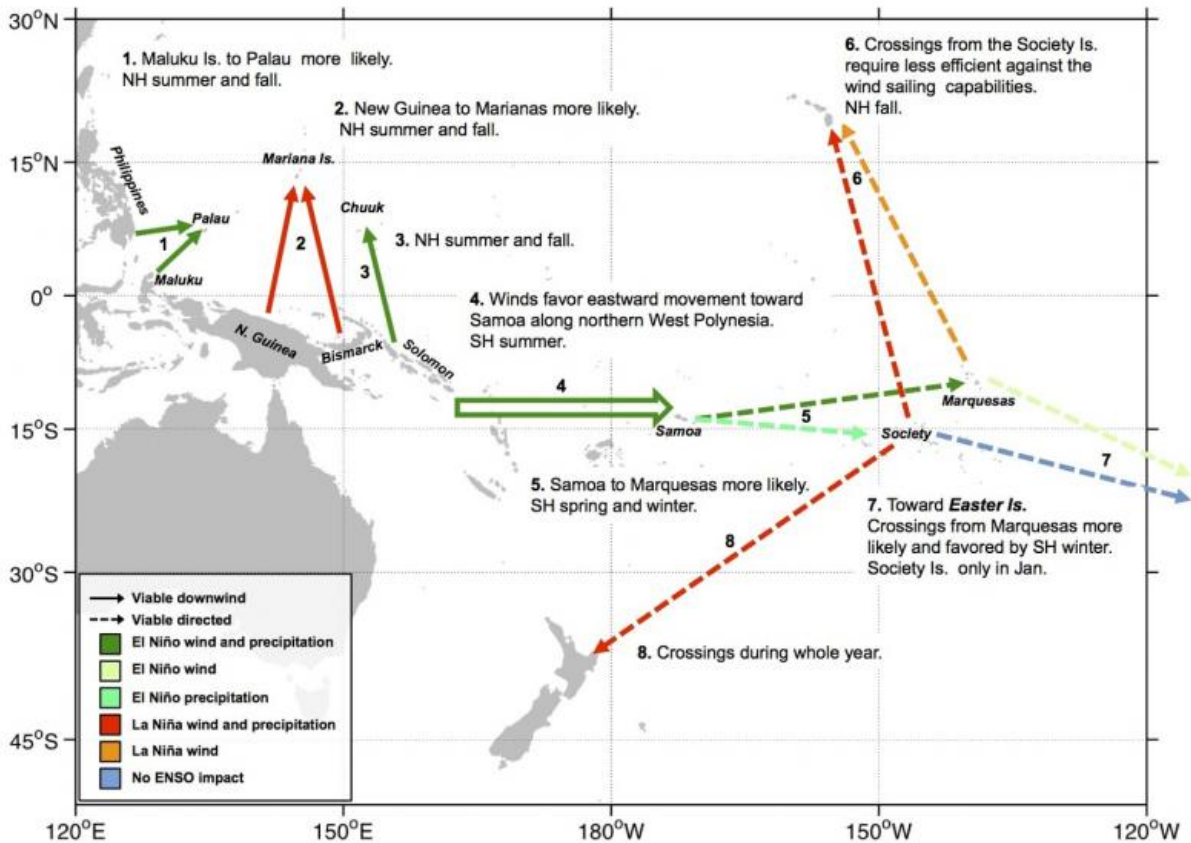 30°N
15°N
0°
15°S
30°S
45°S
120°E
150°E
180°W
150°W
120°W
1. Maluku Is. to Palau more likely.
NH summer and fall.
2. New Guinea to Marianas more likely.
NH summer and fall.
3. NH summer and fall.
4. Winds favor eastward movement toward
Samoa along northern West Polynesia.
SH summer.
5. Samoa to Marquesas more likely.
SH spring and winter.
6. Crossings from the Society Is.
require less efficient against the
wind sailing capabilities.
NH fall.
7. Toward Easter Is.
Crossings from Marquesas more
likely and favored by SH winter.
Society Is. only in Jan.
8. Crossings during whole year.
Philippines
Palau
Maluku
Mariana Is.
Chuuk
N. Guinea
Bismarck
Solomon
Samoa
Society
Marquesas
1
2
3
4
5
6
7
8
Viable downwind
Viable directed
El Niño wind and precipitation
El Niño wind
El Niño precipitation
La Niña wind and precipitation
La Niña wind
No ENSO impact